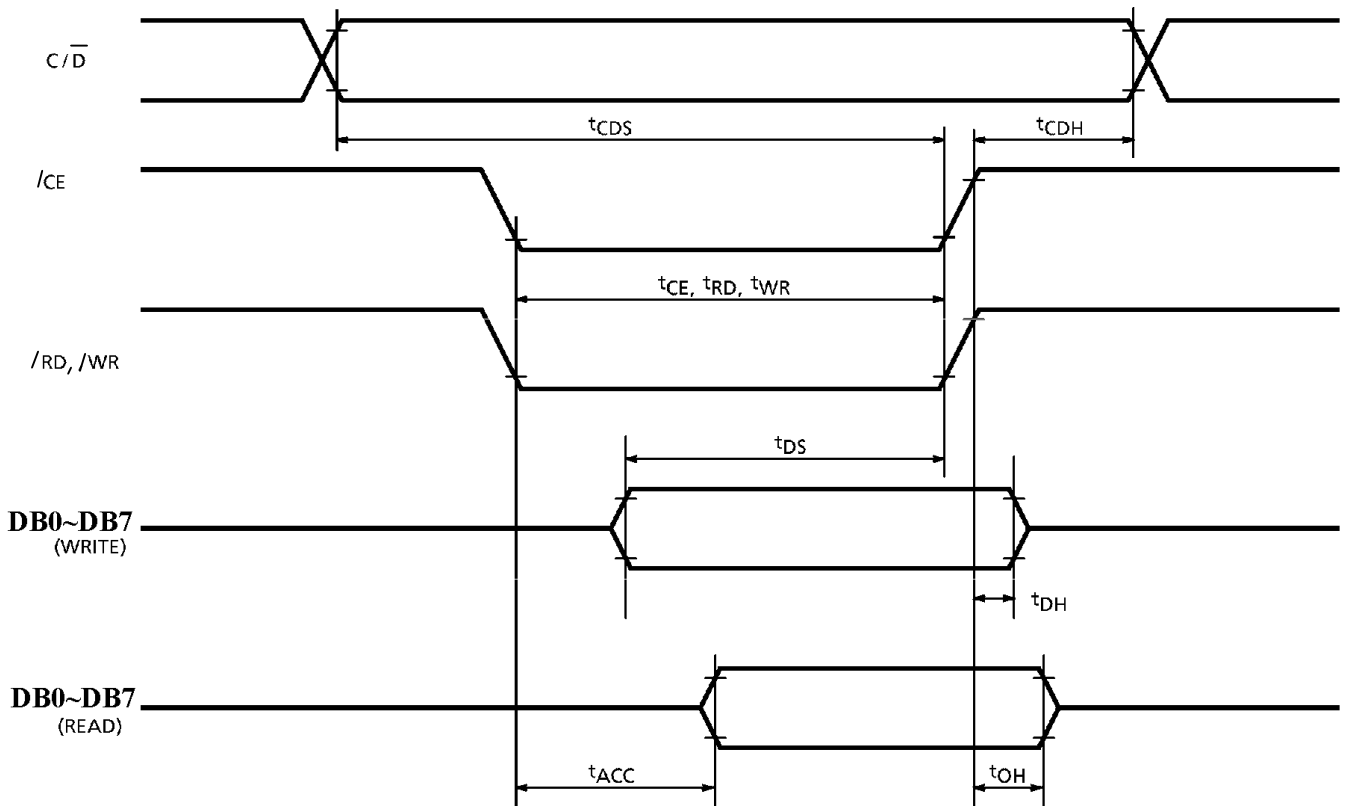 C/D̅
tCDS
tCDH
/CE
tCE, tRD, tWR
/RD, /WR
tDS
DB0~DB7
(WRITE)
tDH
DB0~DB7
(READ)
tACC
tOH